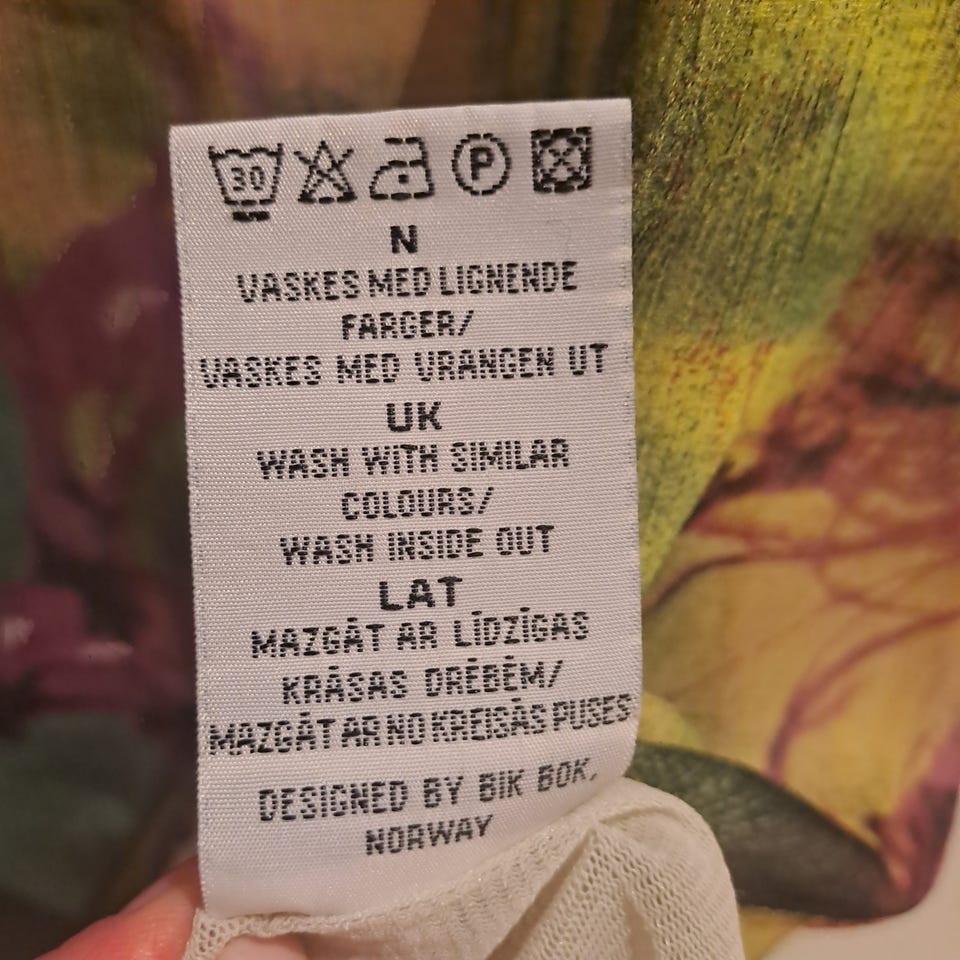 30 P
N
VASKES MED LIGNENDE
FARGER/
VASKES MED VRANGEN UT
UK
WASH WITH SIMILAR
COLOURS/
WASH INSIDE OUT
LAT
MAZGĀT AR LĪDZĪGAS
KRĀSAS DRĒBĒM/
MAZGĀT AR NO KREISĀS PUSES
DESIGNED BY BIK BOK,
NORWAY